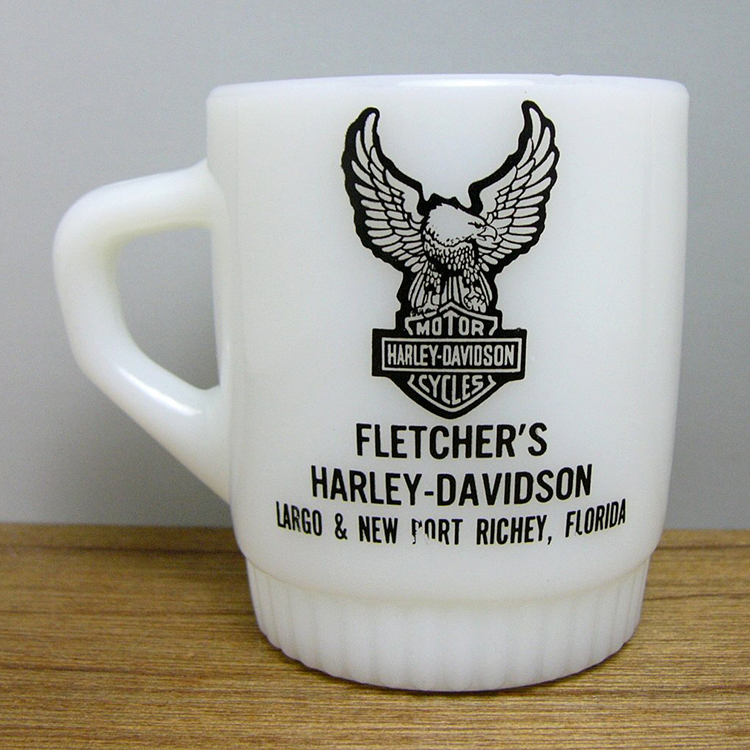 MOTOR
HARLEY-DAVIDSON
CYCLES
FLETCHER'S
HARLEY-DAVIDSON
LARGO & NEW PORT RICHEY, FLORIDA